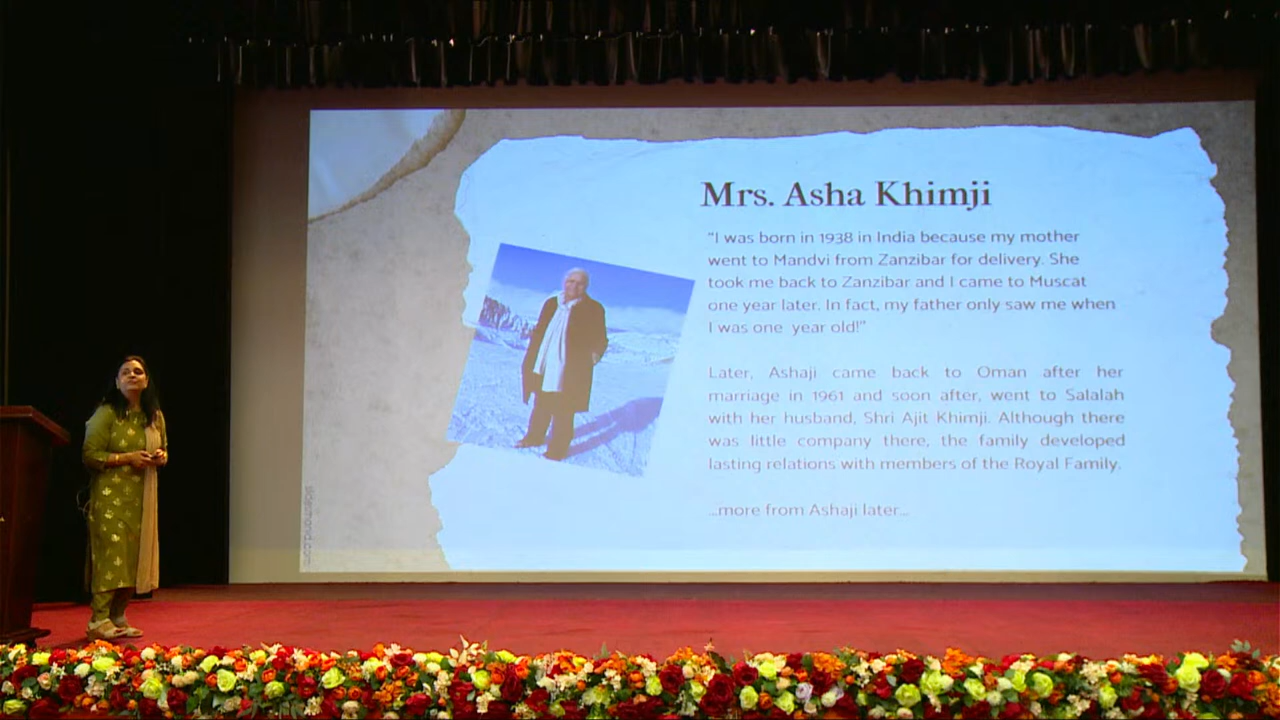 Mrs. Asha Khimji
"I was born in 1938 in India because my mother
went to Mandvi from Zanzibar for delivery. She
took me back to Zanzibar and I came to Muscat
one year later. In fact, my father only saw me when
I was one year old!"
Later, Ashaji came back to Oman after her
marriage in 1961 and soon after, went to Salalah
with her husband, Shri Ajit Khimji. Although there
was little company there, the family developed
lasting relations with members of the Royal Family.
...more from Ashaji later...